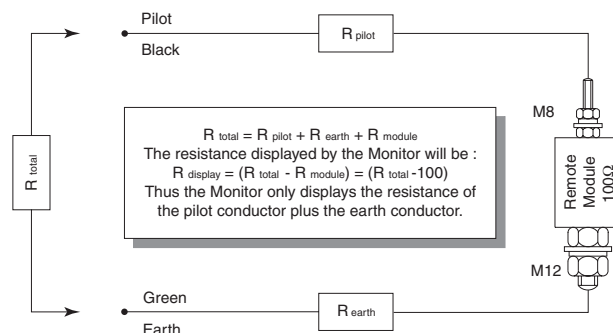 Pilot
Black
R pilot
M8
R total
R total = R pilot + R earth + R module
The resistance displayed by the Monitor will be :
R display = (R total - R module) = (R total -100)
Thus the Monitor only displays the resistance of
the pilot conductor plus the earth conductor.
Remote
Module
100Ω
M12
Green
Earth
R earth